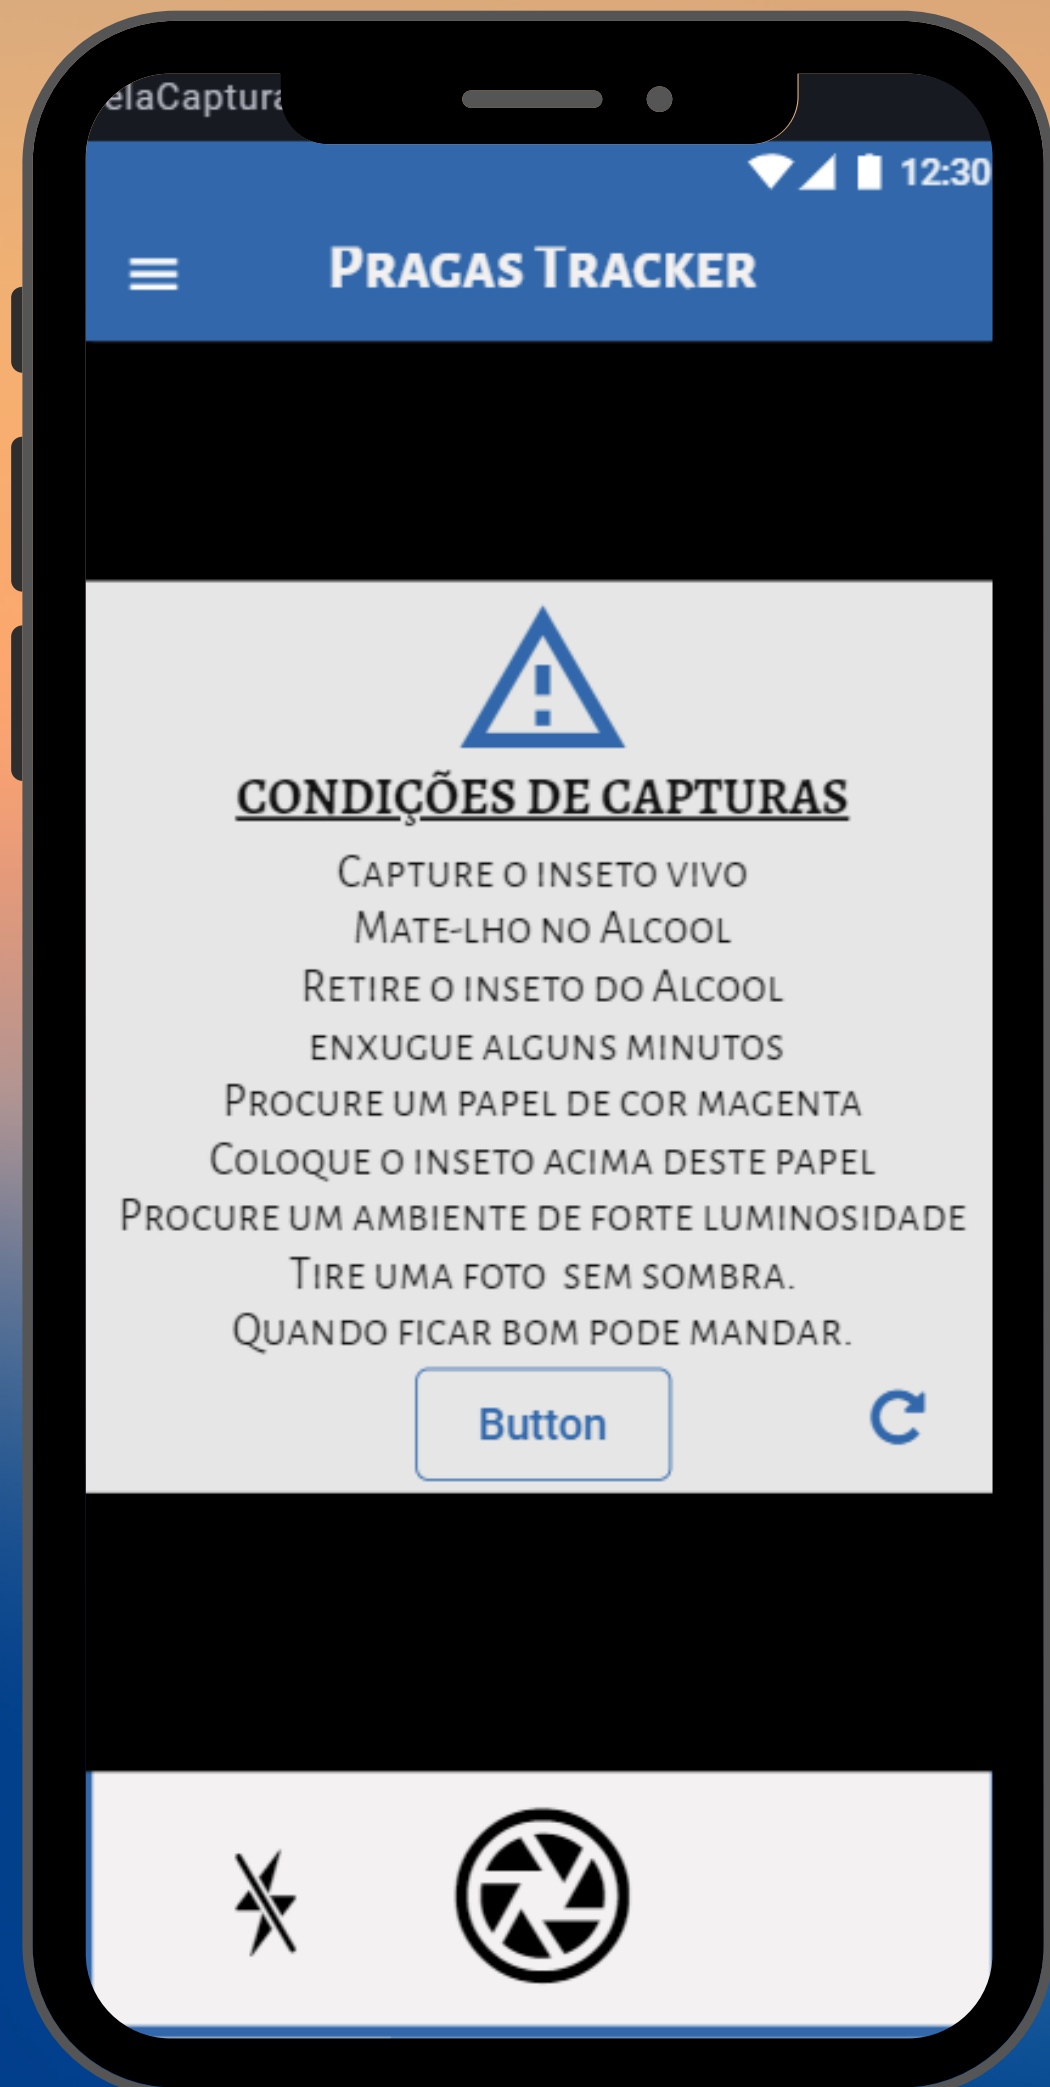 elaCaptura
12:30
Pragas Tracker
CONDIÇÕES DE CAPTURAS
Capture o inseto vivo
Mate-lho no Alcool
Retire o inseto do Alcool
enxugue alguns minutos
Procure um papel de cor magenta
Coloque o inseto acima deste papel
Procure um ambiente de forte luminosidade
Tire uma foto sem sombra.
Quando ficar bom pode mandar.
Button